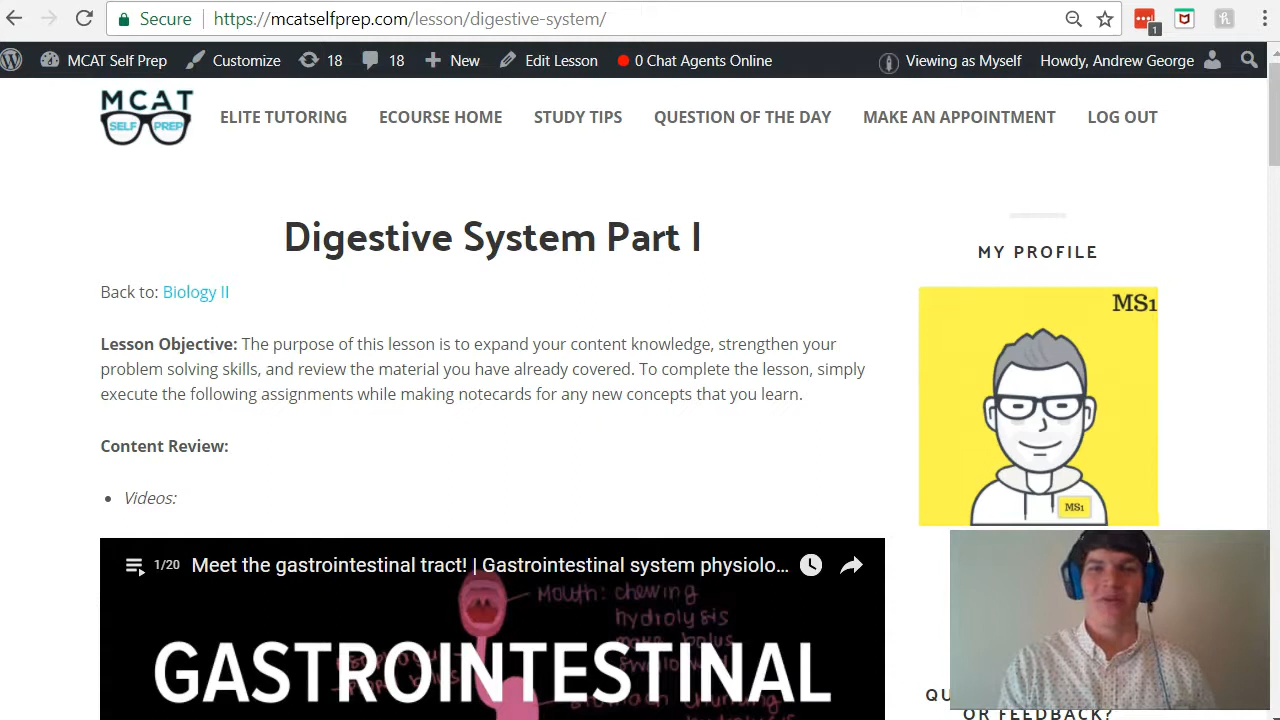 Secure
https://mcatselfprep.com/lesson/digestive-system/
1
MCAT Self Prep Customize 18 18 New Edit Lesson 0 Chat Agents Online Viewing as Myself Howdy, Andrew George
MCAT
SELF PREP
ELITE TUTORING ECOURSE HOME STUDY TIPS QUESTION OF THE DAY MAKE AN APPOINTMENT LOG OUT
Digestive System Part I
Back to: Biology II
Lesson Objective: The purpose of this lesson is to expand your content knowledge, strengthen your
problem solving skills, and review the material you have already covered. To complete the lesson, simply
execute the following assignments while making notecards for any new concepts that you learn.
Content Review:
• Videos:
1/20 Meet the gastrointestinal tract! | Gastrointestinal system physiolo...
Mouth: chewing
hydrolysis
make bolus
GASTROINTESTINAL
MY PROFILE
MS1
MS1
QU
OR FEEDBACK?